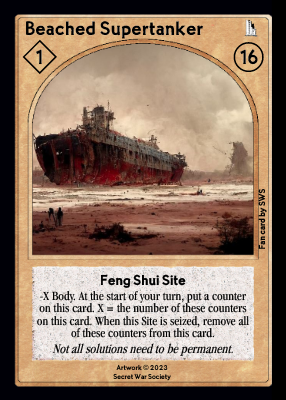 Beached Supertanker
1
16
Fan card by SWS
Feng Shui Site
-X Body. At the start of your turn, put a counter
on this card. X = the number of these counters
on this card. When this Site is seized, remove all
of these counters from this card.
Not all solutions need to be permanent.
Artwork © 2023
Secret War Society